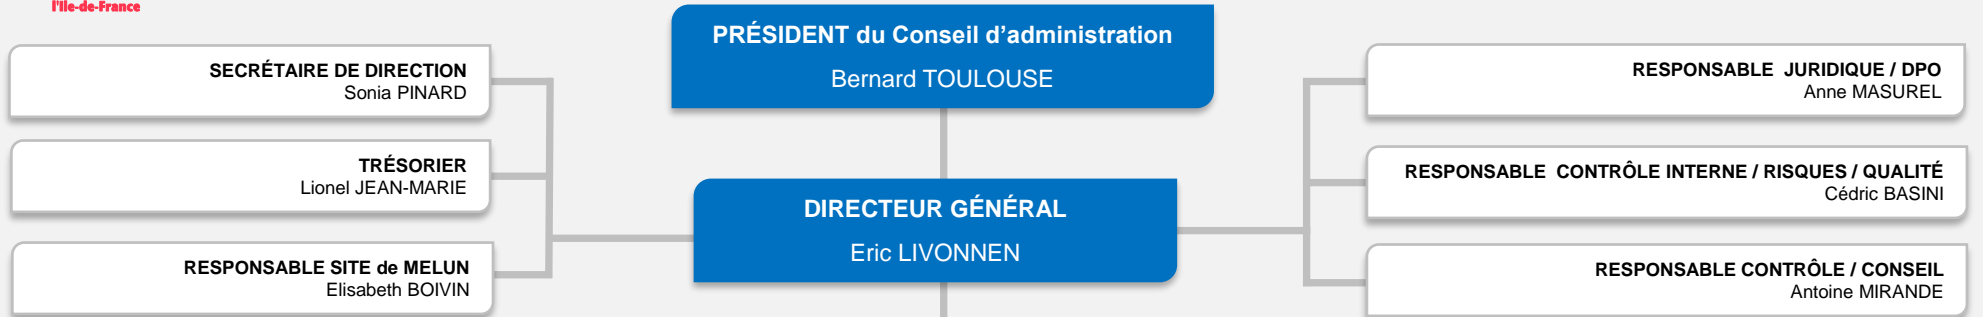 l'Ile-de-France
PRÉSIDENT du Conseil d’administration
Bernard TOULOUSE
SECRÉTAIRE DE DIRECTION
Sonia PINARD
TRÉSORIER
Lionel JEAN-MARIE
RESPONSABLE SITE de MELUN
Elisabeth BOIVIN
DIRECTEUR GÉNÉRAL
Eric LIVONNEN
RESPONSABLE JURIDIQUE / DPO
Anne MASUREL
RESPONSABLE CONTRÔLE INTERNE / RISQUES / QUALITÉ
Cédric BASINI
RESPONSABLE CONTRÔLE / CONSEIL
Antoine MIRANDE